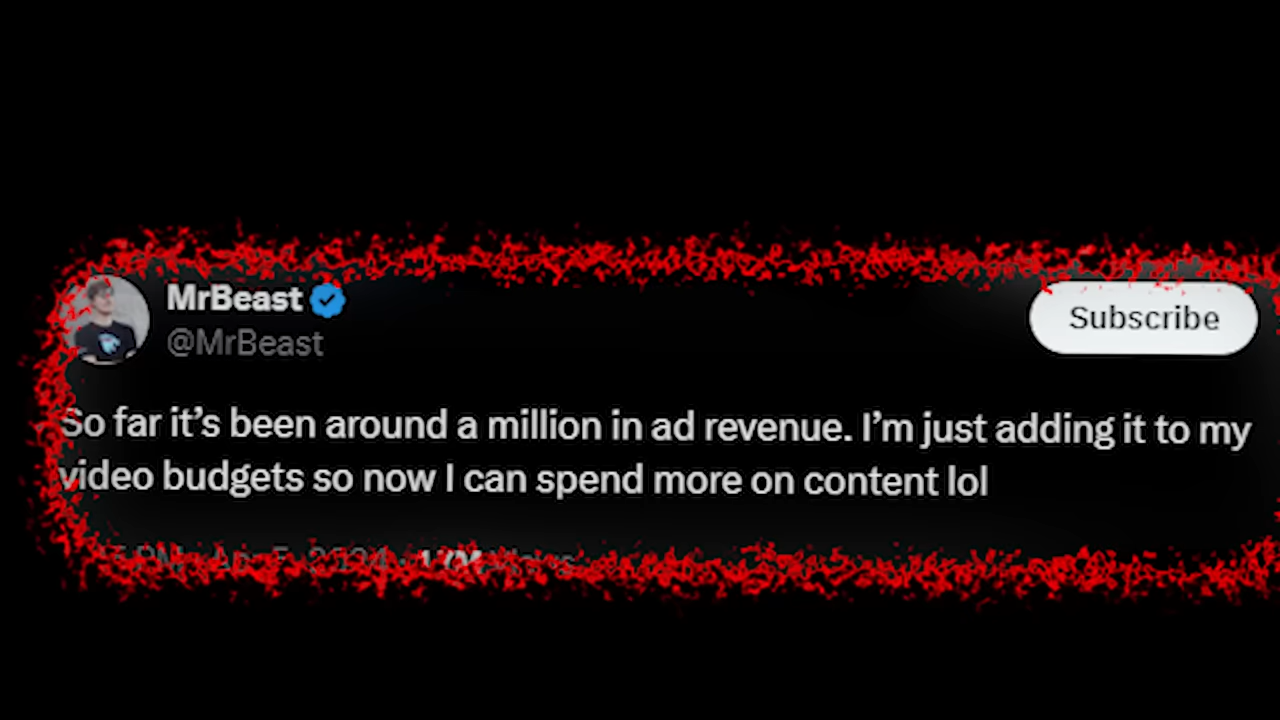 MrBeast
@MrBeast
Subscribe
So far it’s been around a million in ad revenue. I’m just adding it to my
video budgets so now I can spend more on content lol
PM